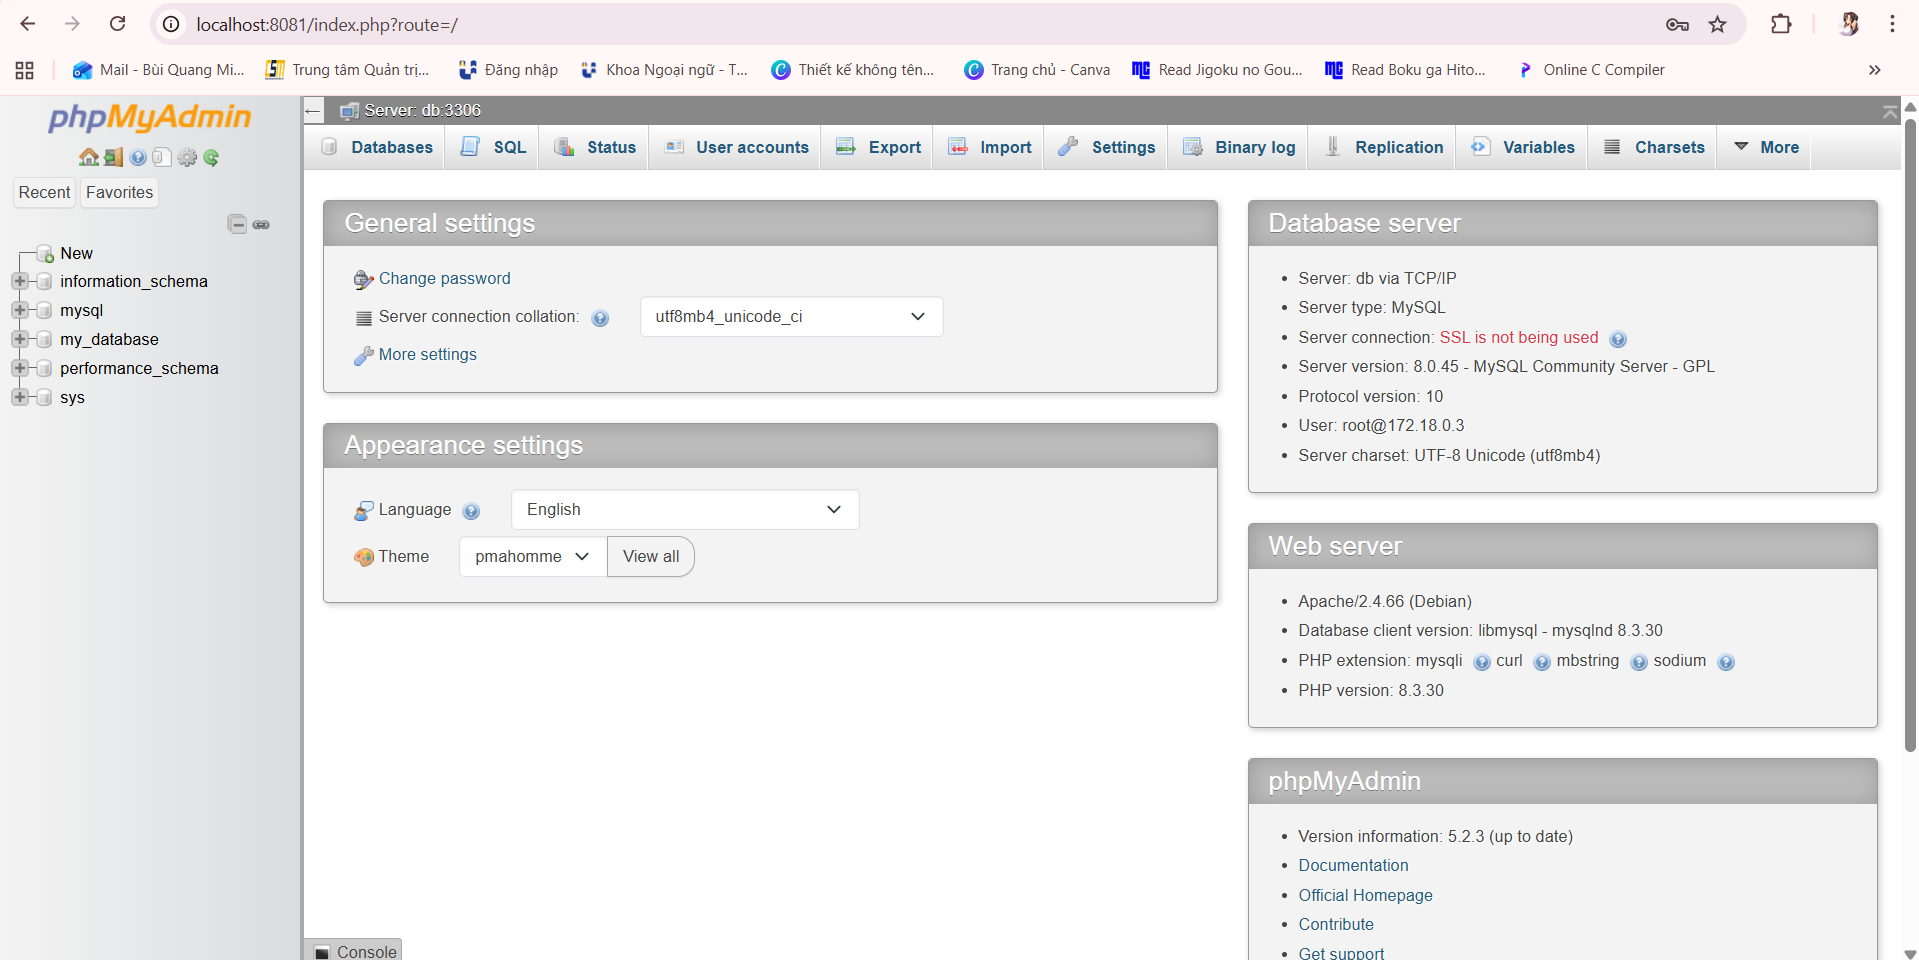 localhost:8081/index.php?route=/
Mail - Bùi Quang Mi...
Trung tâm Quản trị...
Đăng nhập
Khoa Ngoại ngữ - T...
Thiết kế không tên...
Trang chủ - Canva
Read Jigoku no Gou...
Read Boku ga Hito...
Online C Compiler
phpMyAdmin
Recent
Favorites
New
information_schema
mysql
my_database
performance_schema
sys
Server: db:3306
Databases
SQL
Status
User accounts
Export
Import
Settings
Binary log
Replication
Variables
Charsets
More
General settings
Change password
Server connection collation:
utf8mb4_unicode_ci
More settings
Appearance settings
Language
English
Theme
pmahomme
View all
Database server
Server: db via TCP/IP
Server type: MySQL
Server connection: SSL is not being used
Server version: 8.0.45 - MySQL Community Server - GPL
Protocol version: 10
User: root@172.18.0.3
Server charset: UTF-8 Unicode (utf8mb4)
Web server
Apache/2.4.66 (Debian)
Database client version: libmysql - mysqlnd 8.3.30
PHP extension: mysqli curl mbstring sodium
PHP version: 8.3.30
phpMyAdmin
Version information: 5.2.3 (up to date)
Documentation
Official Homepage
Contribute
Get support
Console